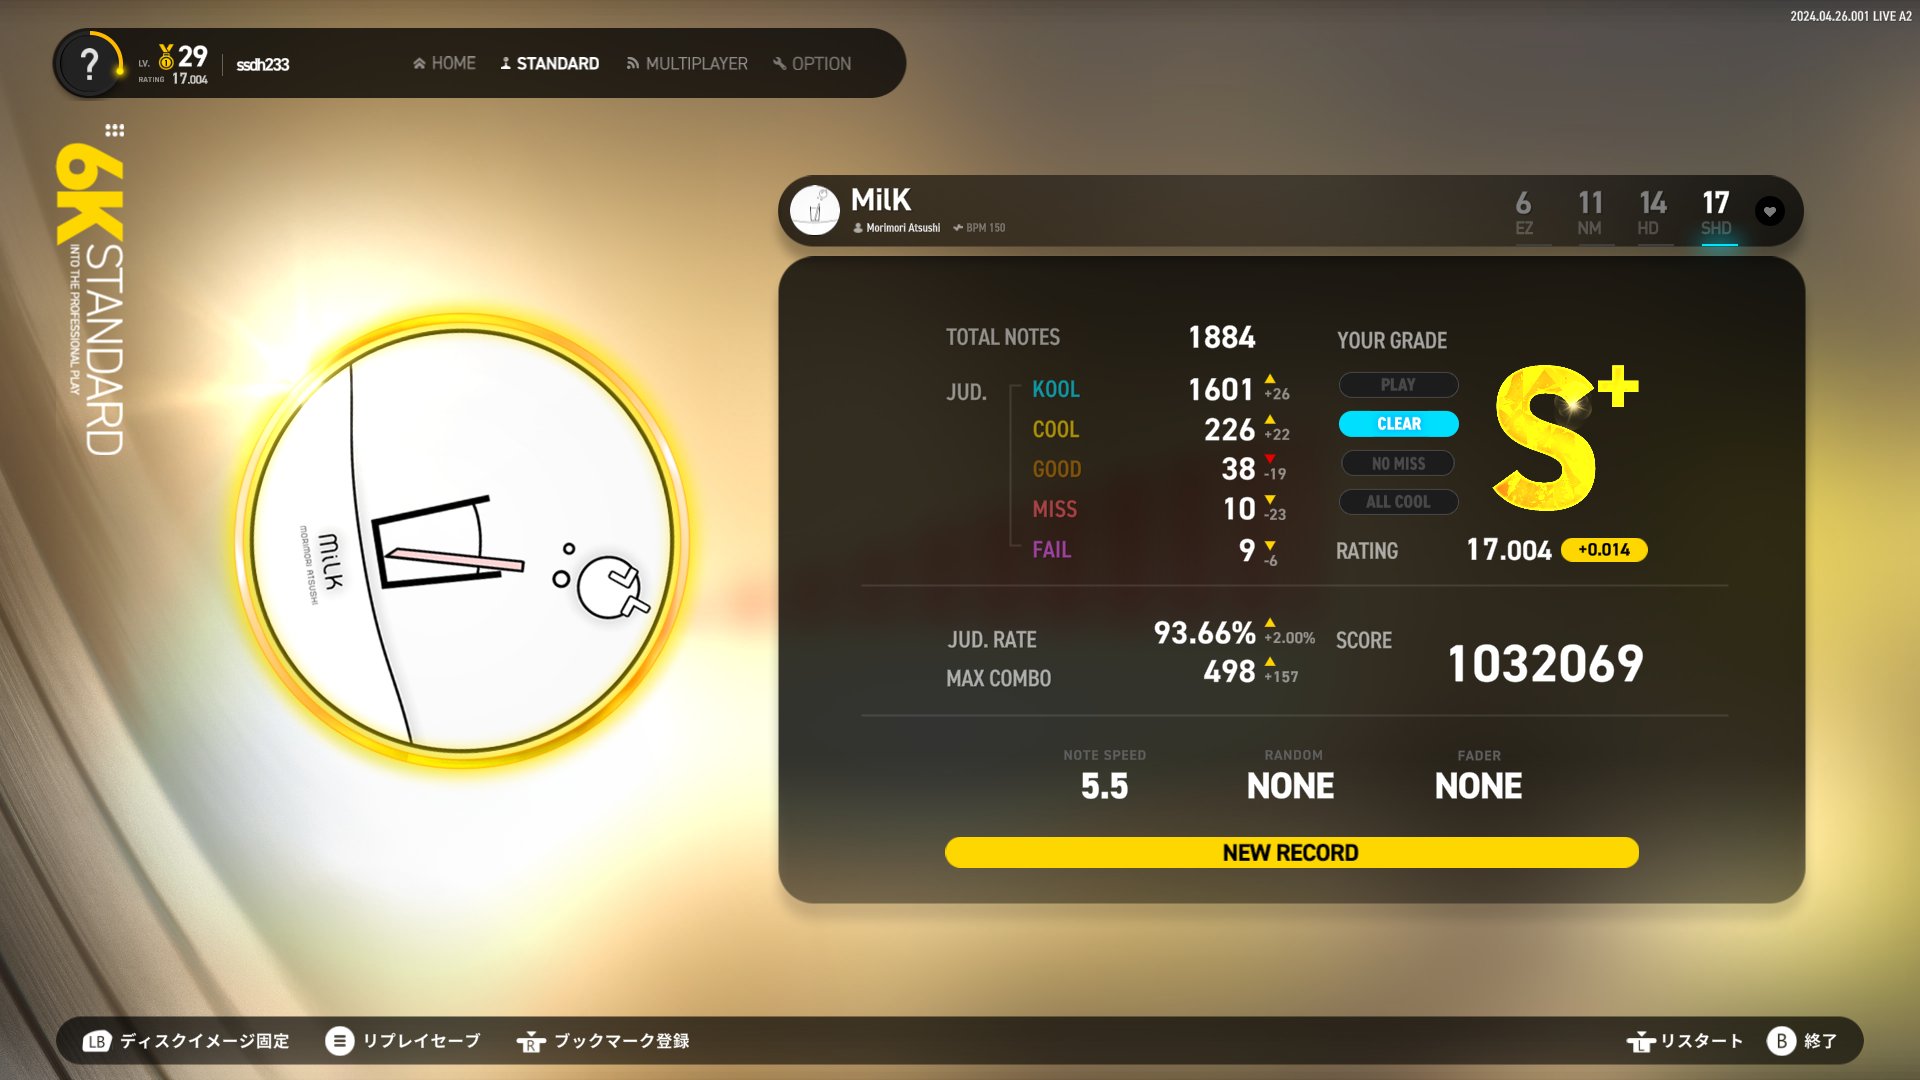 2024.04.26.001 LIVE A2
?
LV. 1 29
RATING 17.004
ssdh233
HOME
STANDARD
MULTIPLAYER
OPTION
6K STANDARD
INTO THE PROFESSIONAL PLAY
MilK
MORIMORI ATSUSHI
MilK
Morimori Atsushi BPM 150
6 11 14 17
EZ NM HD SHD
TOTAL NOTES 1884
JUD.
KOOL 1601 +26
COOL 226 +22
GOOD 38 -19
MISS 10 -23
FAIL 9 -6
YOUR GRADE
PLAY
CLEAR
NO MISS
ALL COOL
S+
RATING 17.004 +0.014
JUD. RATE 93.66% +2.00%
MAX COMBO 498 +157
SCORE 1032069
NOTE SPEED RANDOM FADER
5.5 NONE NONE
NEW RECORD
LB ディスクイメージ固定
リプレイセーブ
R ブックマーク登録
L リスタート
B 終了